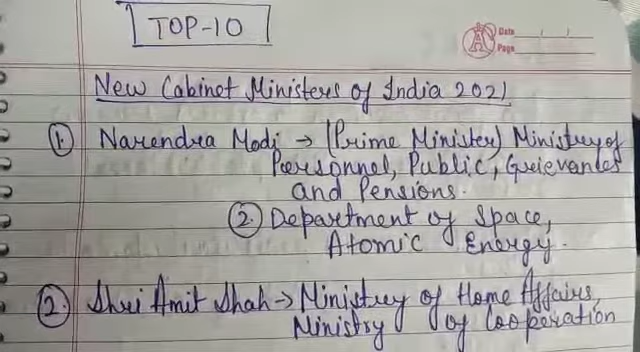 TOP-10
Date / /
Page
New Cabinet Ministers of India 2021
1. Narendra Modi → (Prime Minister) Ministry of
Personnel, Public, Grievances
and Pensions.
2. Department of Space,
Atomic Energy.
2. Shri Amit Shah → Ministry of Home Affairs,
Ministry of Cooperation